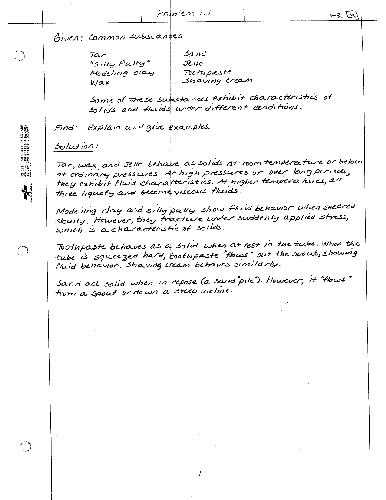 Problem 1.1
Given: Common Substances
Tar Sand
"Silly Putty" Jello
Modeling clay Toothpaste
Wax Shaving cream
Some of these substances exhibit characteristics of
solids and fluids under different conditions.
Find: Explain and give examples.
Solution:
Tar, wax, and Jello behave as solids at room temperature or below
at ordinary pressures. At high pressures or over long periods,
they exhibit fluid characteristics. At higher temperatures, all
three liquefy and become viscous fluids.
Modeling clay and silly putty show fluid behavior when sheared
slowly. However, they fracture under suddenly applied stress,
which is a characteristic of solids.
Toothpaste behaves as a solid when at rest in the tube. When the
tube is squeezed hard, toothpaste "flows" out the spout, showing
fluid behavior. Shaving cream behaves similarly.
Sand acts solid when in repose (a sand "pile"). However, it "flows"
from a spout or down a steep incline.